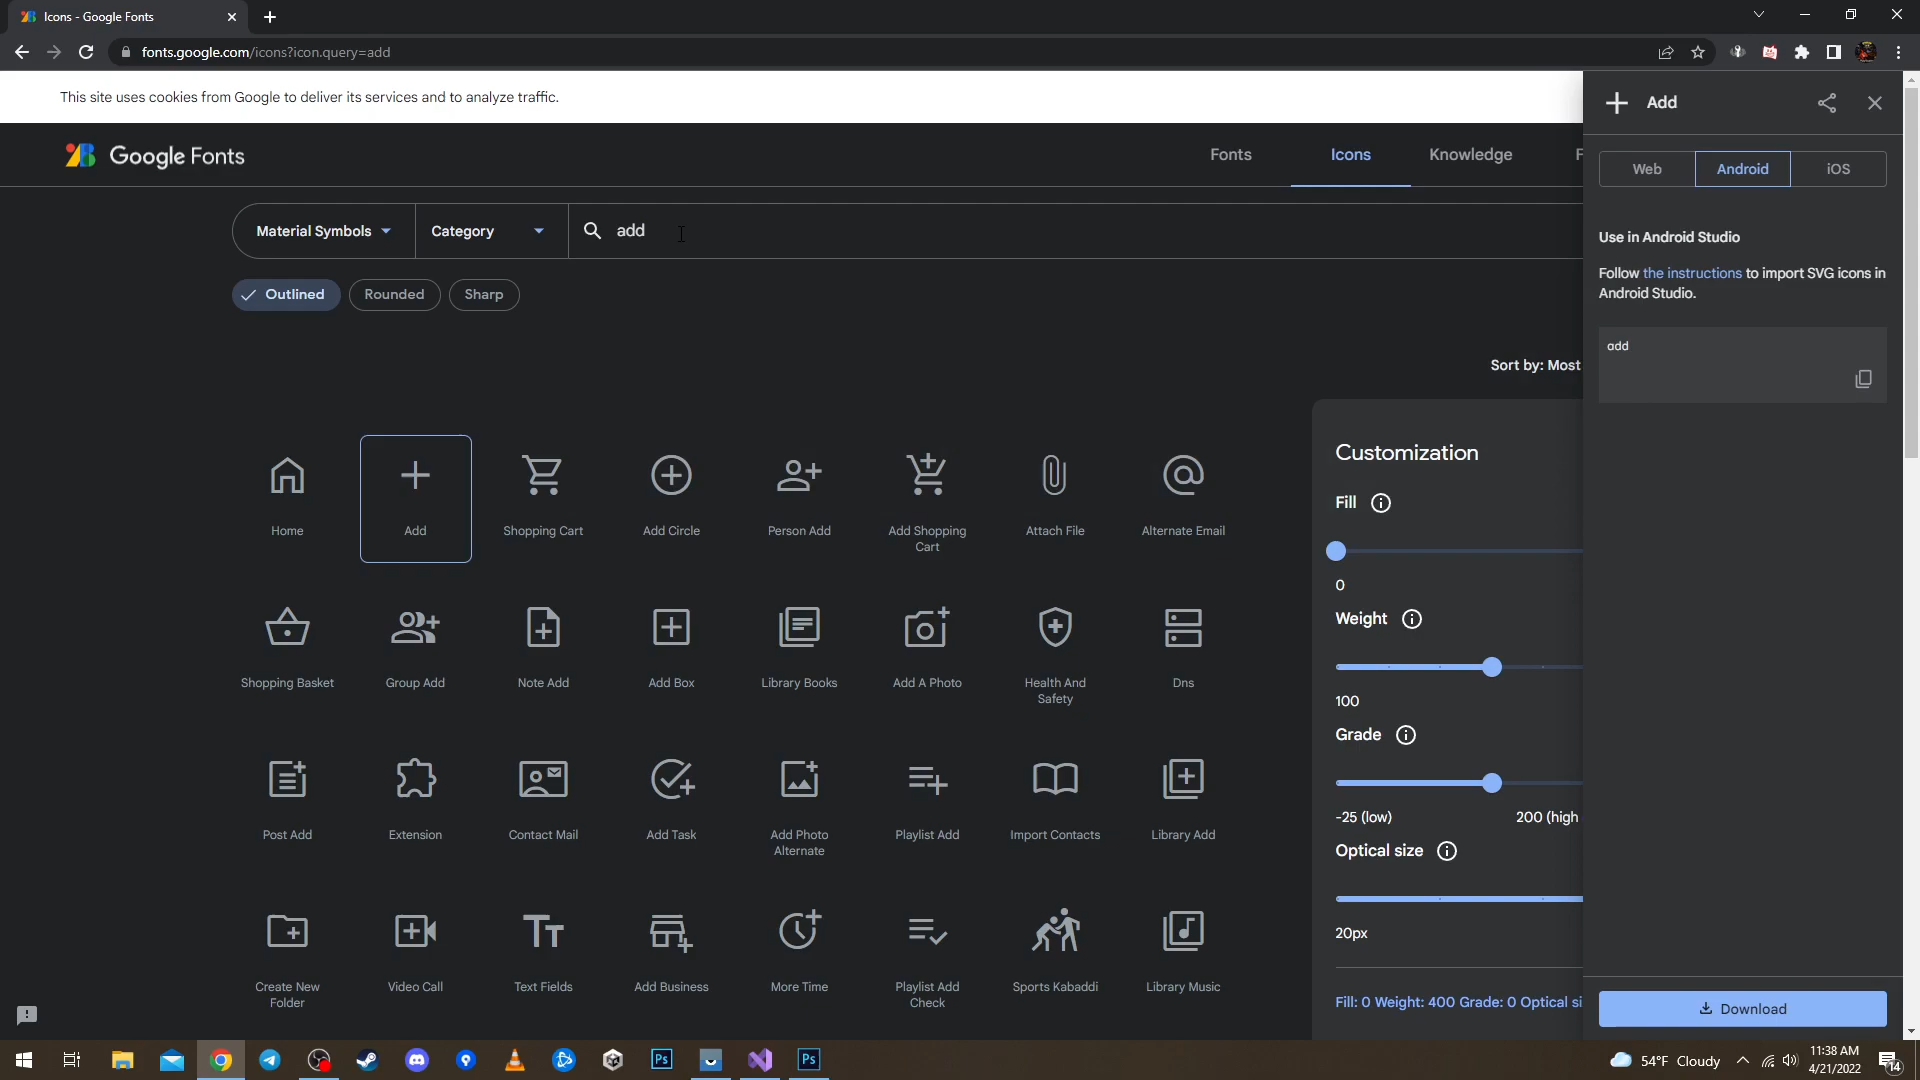 Icons - Google Fonts
fonts.google.com/icons?icon.query=add
This site uses cookies from Google to deliver its services and to analyze traffic.
Add
Google Fonts
Fonts
Icons
Knowledge
F
Web
Android
iOS
Material Symbols
Category
add
Use in Android Studio
Follow the instructions to import SVG icons in
Android Studio.
Outlined
Rounded
Sharp
add
Sort by: Most
Customization
Fill
0
Weight
100
Grade
-25 (low)
200 (high
Optical size
20px
Fill: 0 Weight: 400 Grade: 0 Optical si
Home
Add
Shopping Cart
Add Circle
Person Add
Add Shopping
Cart
Attach File
Alternate Email
Shopping Basket
Group Add
Note Add
Add Box
Library Books
Add A Photo
Health And
Safety
Dns
Post Add
Extension
Contact Mail
Add Task
Add Photo
Alternate
Playlist Add
Import Contacts
Library Add
Create New
Folder
Video Call
Tt
Text Fields
Add Business
More Time
Playlist Add
Check
Sports Kabaddi
Library Music
Download
Ps
Ps
54°F Cloudy
11:38 AM
4/21/2022
14